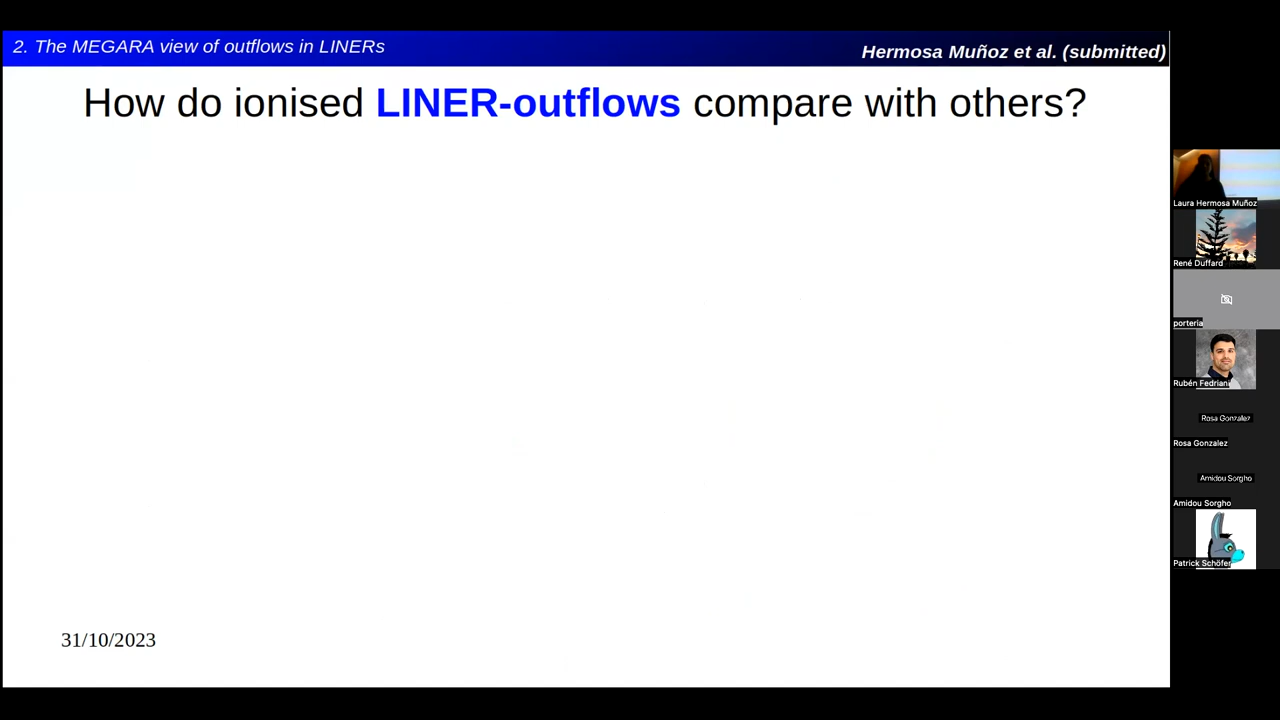 2. The MEGARA view of outflows in LINERs
Hermosa Muñoz et al. (submitted)
How do ionised LINER-outflows compare with others?
31/10/2023
Laura Hermosa Muñoz
René Duffard
porteria
Rubén Fedriani
Rosa Gonzalez
Rosa Gonzalez
Amidou Sorgho
Amidou Sorgho
Patrick Schöfer